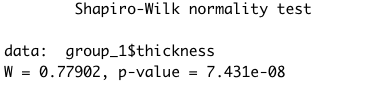 Shapiro-Wilk normality test
data:  group_1$thickness
W = 0.77902, p-value = 7.431e-08